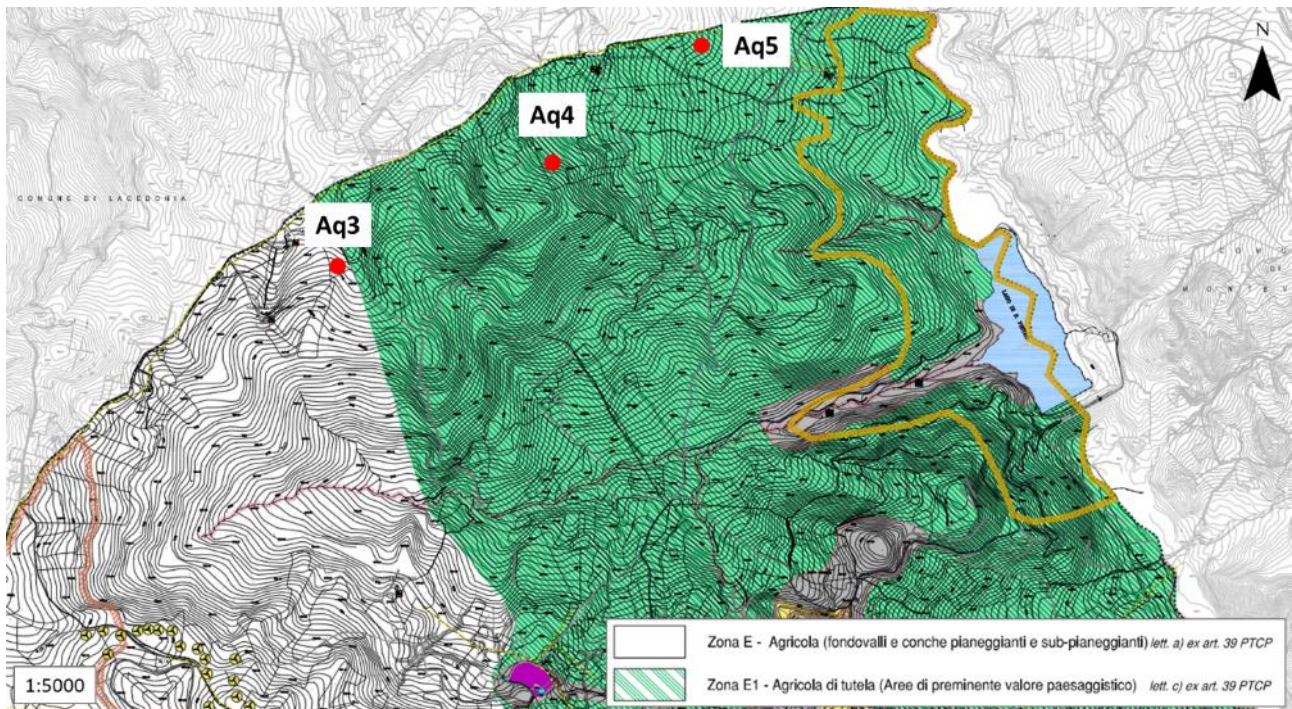 N
Aq5
Aq4
COMUNE DI LACEDONIA
Aq3
1:5000
Zona E - Agricola (fondovalli e conche pianeggianti e sub-pianeggianti) lett. a) ex art. 39 PTCP
Zona E1 - Agricola di tutela (Aree di preminente valore paesaggistico) lett. c) ex art. 39 PTCP